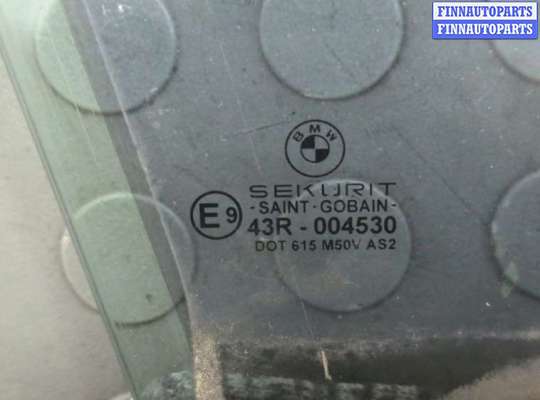 FINNAUTOPARTS
FINNAUTOPARTS
BMW
SEKURIT
- SAINT - GOBAIN -
E9 43R - 004530
DOT 615 M50V AS2